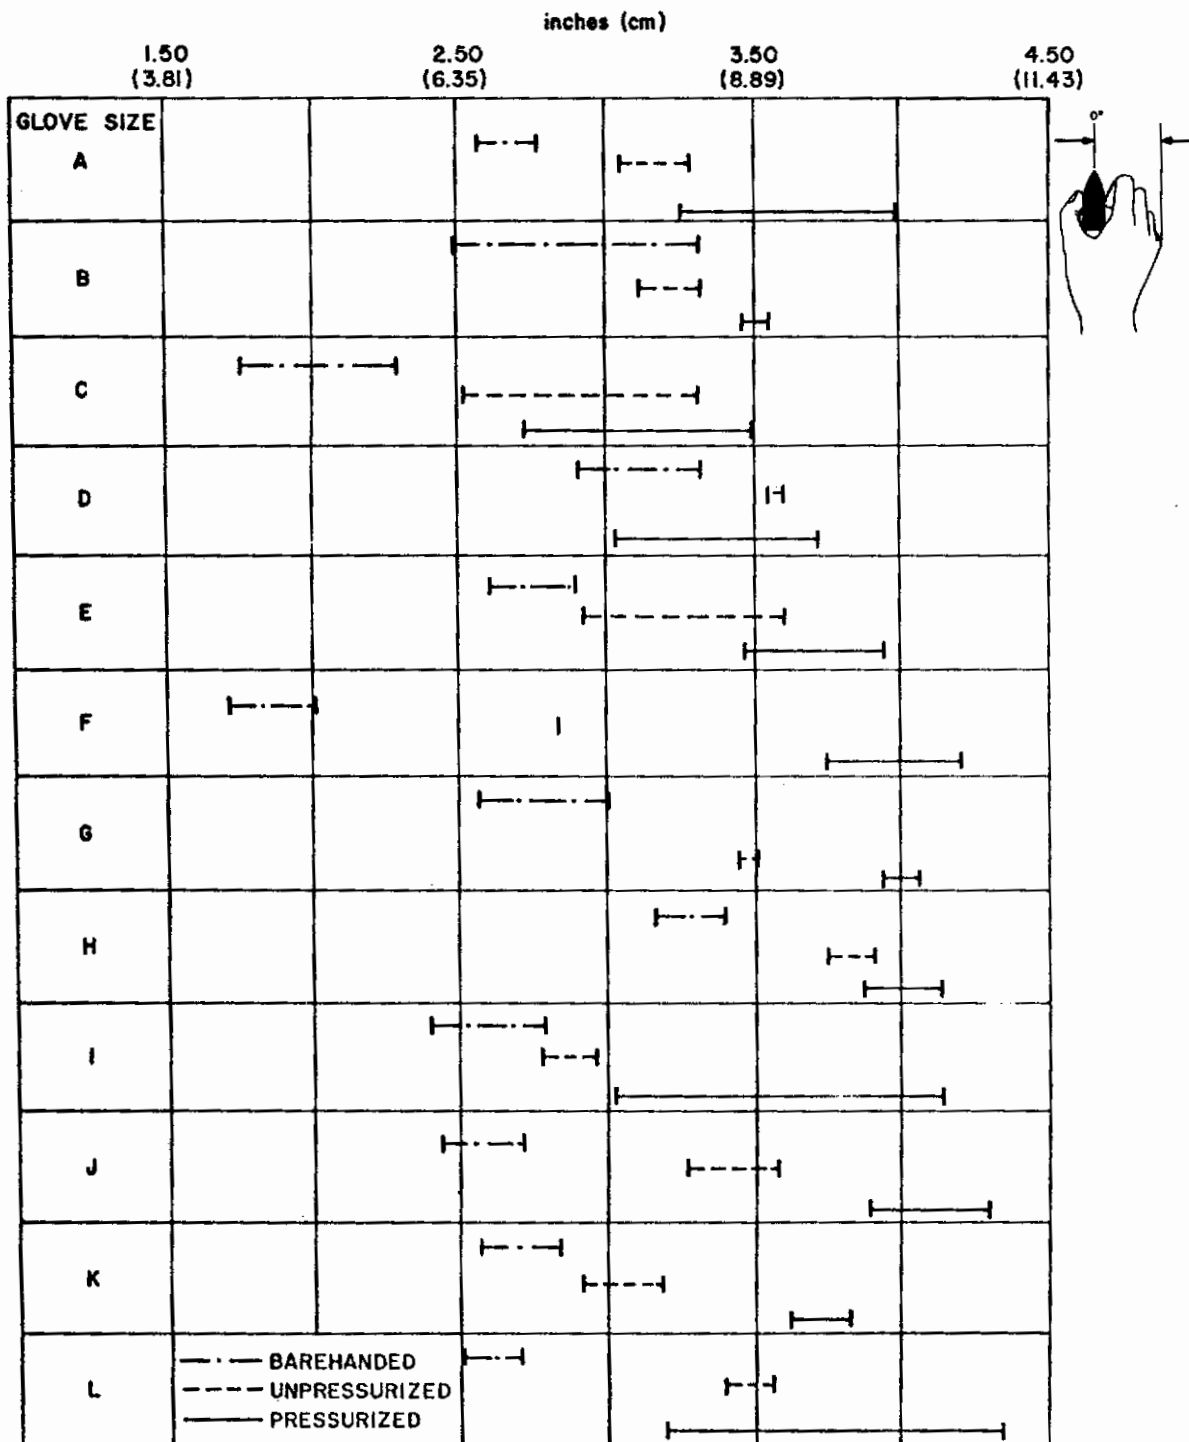 inches (cm)
1.50 2.50 3.50 4.50
(3.81) (6.35) (8.89) (11.43)
GLOVE SIZE
0°
A
B
C
D
E
F
G
H
I
J
K
L
BAREHANDED
UNPRESSURIZED
PRESSURIZED